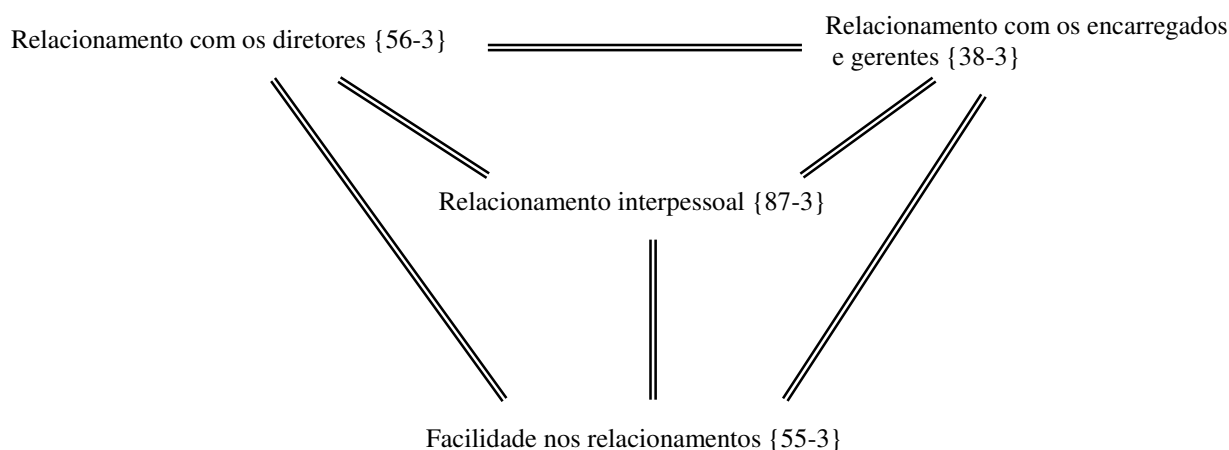 Relacionamento com os diretores {56-3}
Relacionamento com os encarregados
e gerentes {38-3}
Relacionamento interpessoal {87-3}
Facilidade nos relacionamentos {55-3}